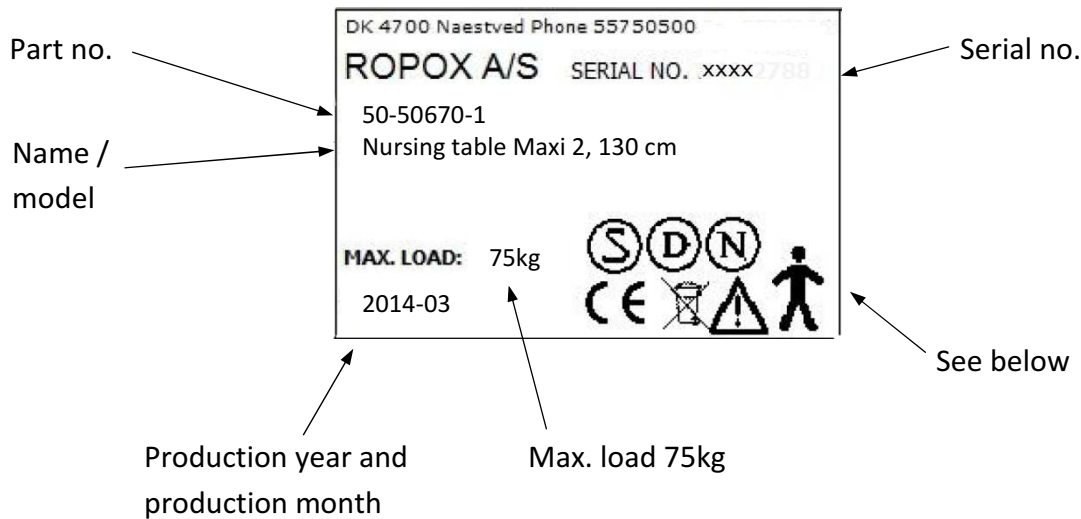 DK 4700 Naestved Phone 55750500
Part no.
ROPOX A/S SERIAL NO. xxxx
Serial no.
50-50670-1
Name /
model
Nursing table Maxi 2, 130 cm
S D N
MAX. LOAD: 75kg
2014-03
CE
See below
Production year and
production month
Max. load 75kg